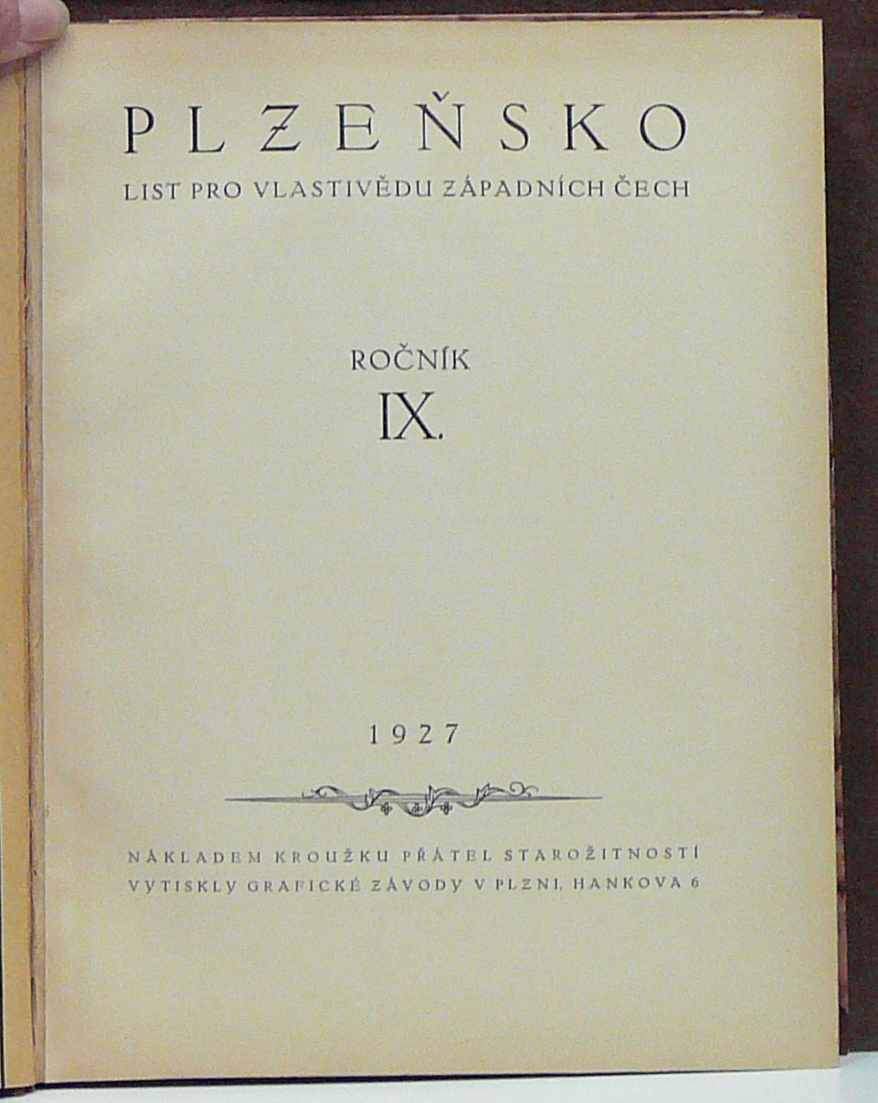 PLZEŇSKO
LIST PRO VLASTIVĚDU ZÁPADNÍCH ČECH
ROČNÍK
IX.
1927
NÁKLADEM KROUŽKU PŘÁTEL STAROŽITNOSTÍ
VYTISKLY GRAFICKÉ ZÁVODY V PLZNI, HANKOVA 6